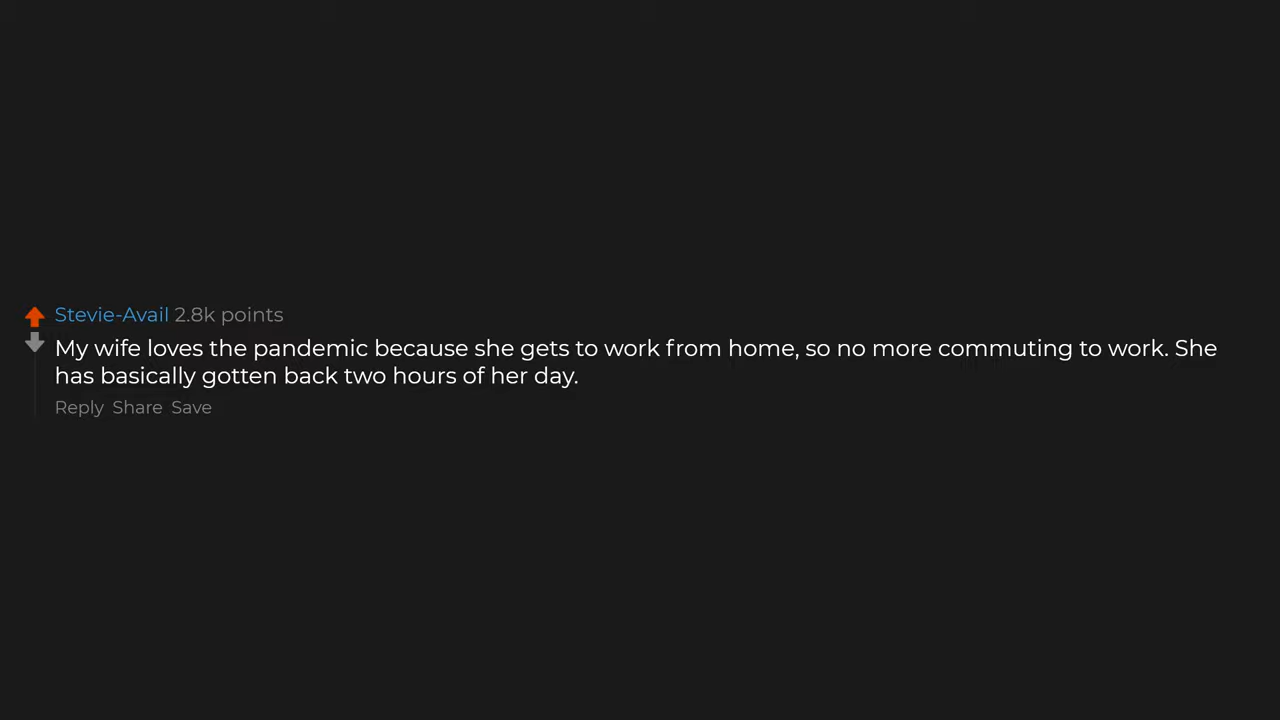 Stevie-Avail 2.8k points
My wife loves the pandemic because she gets to work from home, so no more commuting to work. She
has basically gotten back two hours of her day.
Reply Share Save